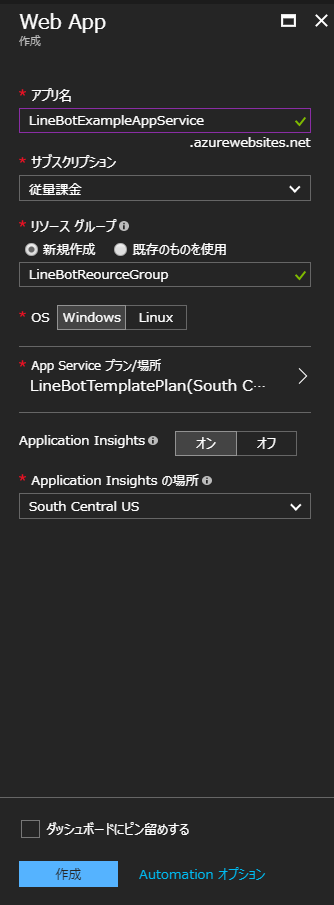 Web App
作成
* アプリ名
LineBotExampleAppService
.azurewebsites.net
* サブスクリプション
従量課金
* リソース グループ
新規作成 既存のものを使用
LineBotReourceGroup
* OS Windows Linux
* App Service プラン/場所
LineBotTemplatePlan(South C...
Application Insights オン オフ
* Application Insights の場所
South Central US
ダッシュボードにピン留めする
作成 Automation オプション